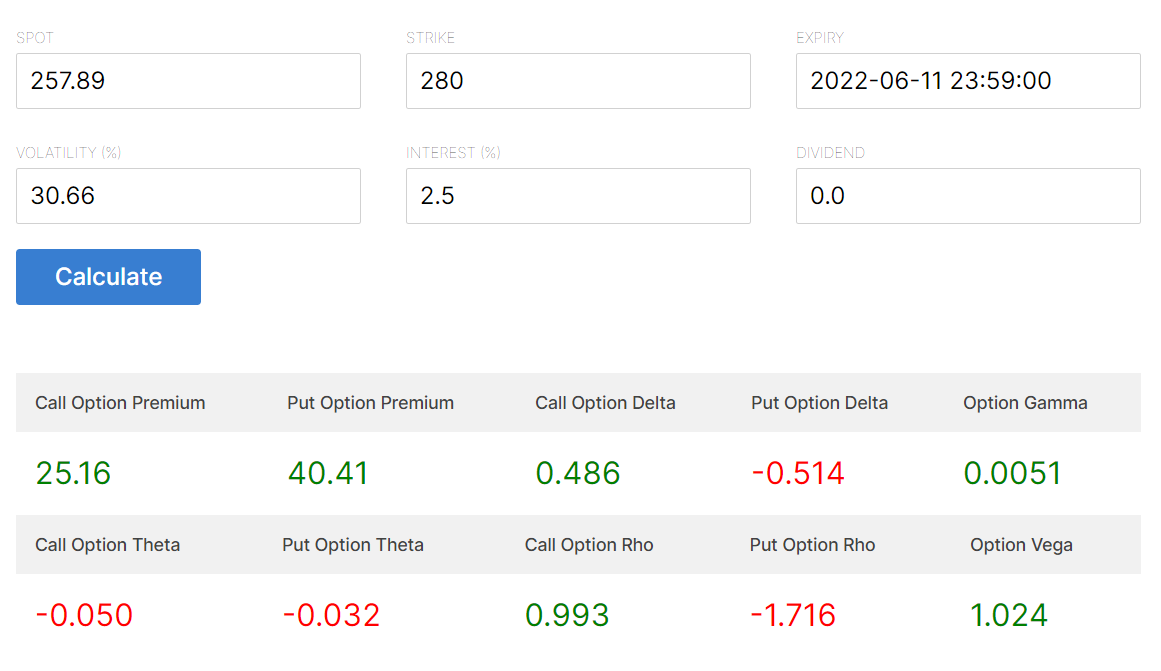 SPOT STRIKE EXPIRY
257.89 280 2022-06-11 23:59:00
VOLATILITY (%) INTEREST (%) DIVIDEND
30.66 2.5 0.0
Calculate
Call Option Premium Put Option Premium Call Option Delta Put Option Delta Option Gamma
25.16 40.41 0.486 -0.514 0.0051
Call Option Theta Put Option Theta Call Option Rho Put Option Rho Option Vega
-0.050 -0.032 0.993 -1.716 1.024